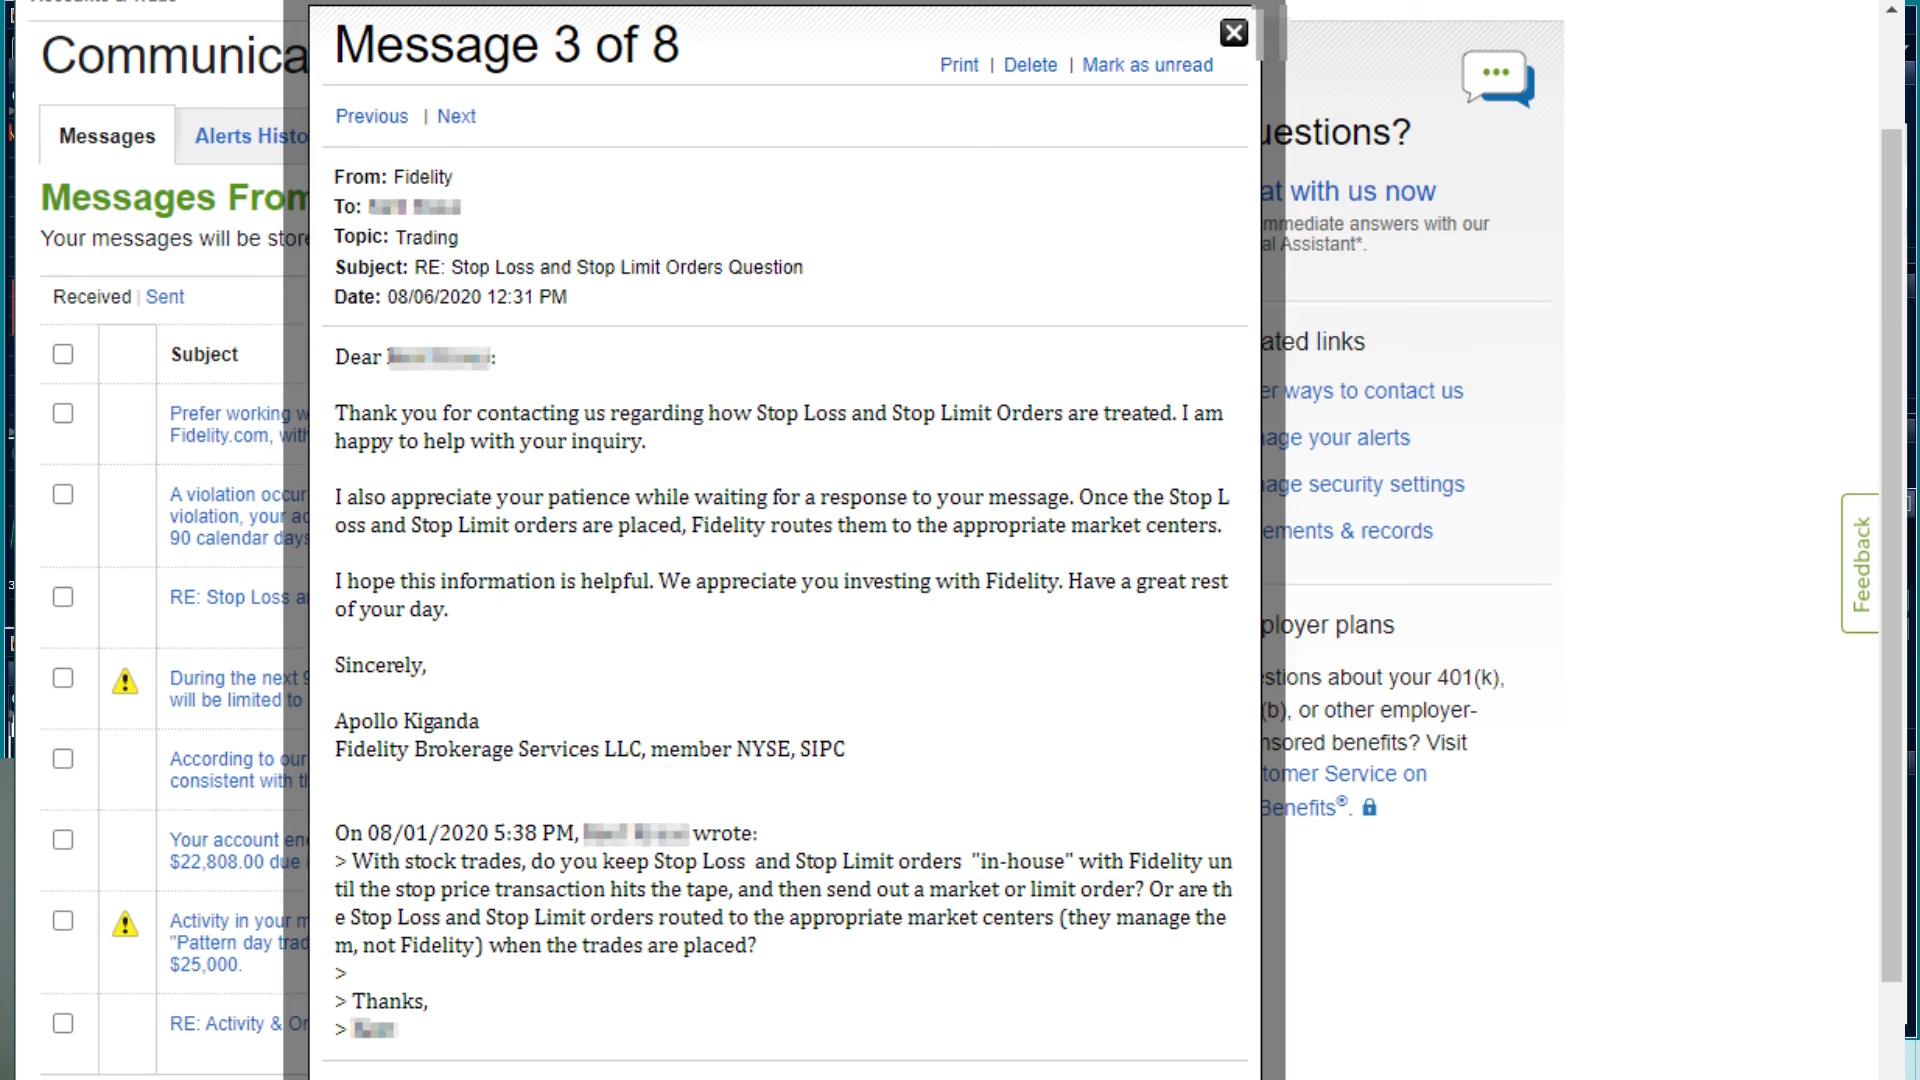 Communica
Messages
Alerts Histo
Messages From
Your messages will be store
Received | Sent
Subject
Prefer working w
Fidelity.com, with
A violation occur
violation, your ac
90 calendar days
RE: Stop Loss an
During the next 9
will be limited to
According to our
consistent with th
Your account end
$22,808.00 due
Activity in your m
"Pattern day trad
$25,000.
RE: Activity & Or
Message 3 of 8
Print | Delete | Mark as unread
Previous | Next
From: Fidelity
To:
Topic: Trading
Subject: RE: Stop Loss and Stop Limit Orders Question
Date: 08/06/2020 12:31 PM
Dear :
Thank you for contacting us regarding how Stop Loss and Stop Limit Orders are treated. I am
happy to help with your inquiry.
I also appreciate your patience while waiting for a response to your message. Once the Stop L
oss and Stop Limit orders are placed, Fidelity routes them to the appropriate market centers.
I hope this information is helpful. We appreciate you investing with Fidelity. Have a great rest
of your day.
Sincerely,
Apollo Kiganda
Fidelity Brokerage Services LLC, member NYSE, SIPC
On 08/01/2020 5:38 PM, wrote:
> With stock trades, do you keep Stop Loss and Stop Limit orders "in-house" with Fidelity un
til the stop price transaction hits the tape, and then send out a market or limit order? Or are th
e Stop Loss and Stop Limit orders routed to the appropriate market centers (they manage the
m, not Fidelity) when the trades are placed?
>
> Thanks,
>
uestions?
at with us now
mmediate answers with our
al Assistant*.
ated links
er ways to contact us
nage your alerts
nage security settings
ements & records
ployer plans
estions about your 401(k),
(b), or other employer-
nsored benefits? Visit
tomer Service on
Benefits®.
Feedback